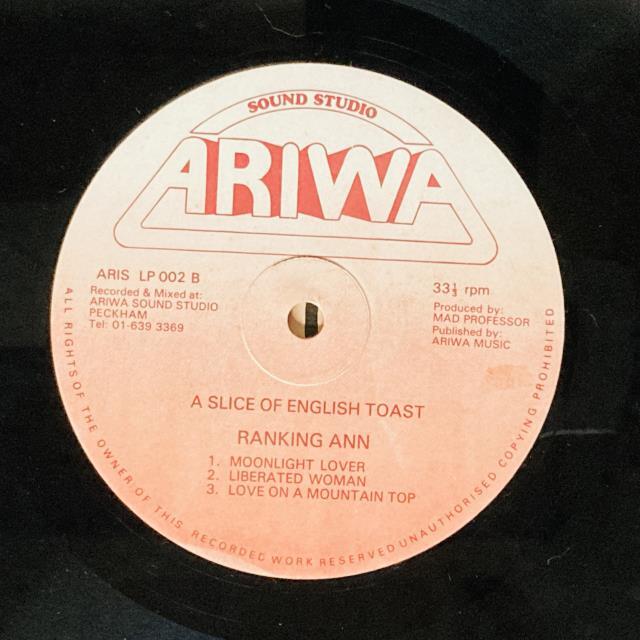 SOUND STUDIO
ARIWA
ARIS LP 002 B
Recorded & Mixed at:
ARIWA SOUND STUDIO
PECKHAM
Tel: 01-639 3369
33⅓ rpm
Produced by:
MAD PROFESSOR
Published by:
ARIWA MUSIC
A SLICE OF ENGLISH TOAST
RANKING ANN
1. MOONLIGHT LOVER
2. LIBERATED WOMAN
3. LOVE ON A MOUNTAIN TOP
ALL RIGHTS OF THE OWNER OF THIS RECORDED WORK RESERVED UNAUTHORISED COPYING PROHIBITED